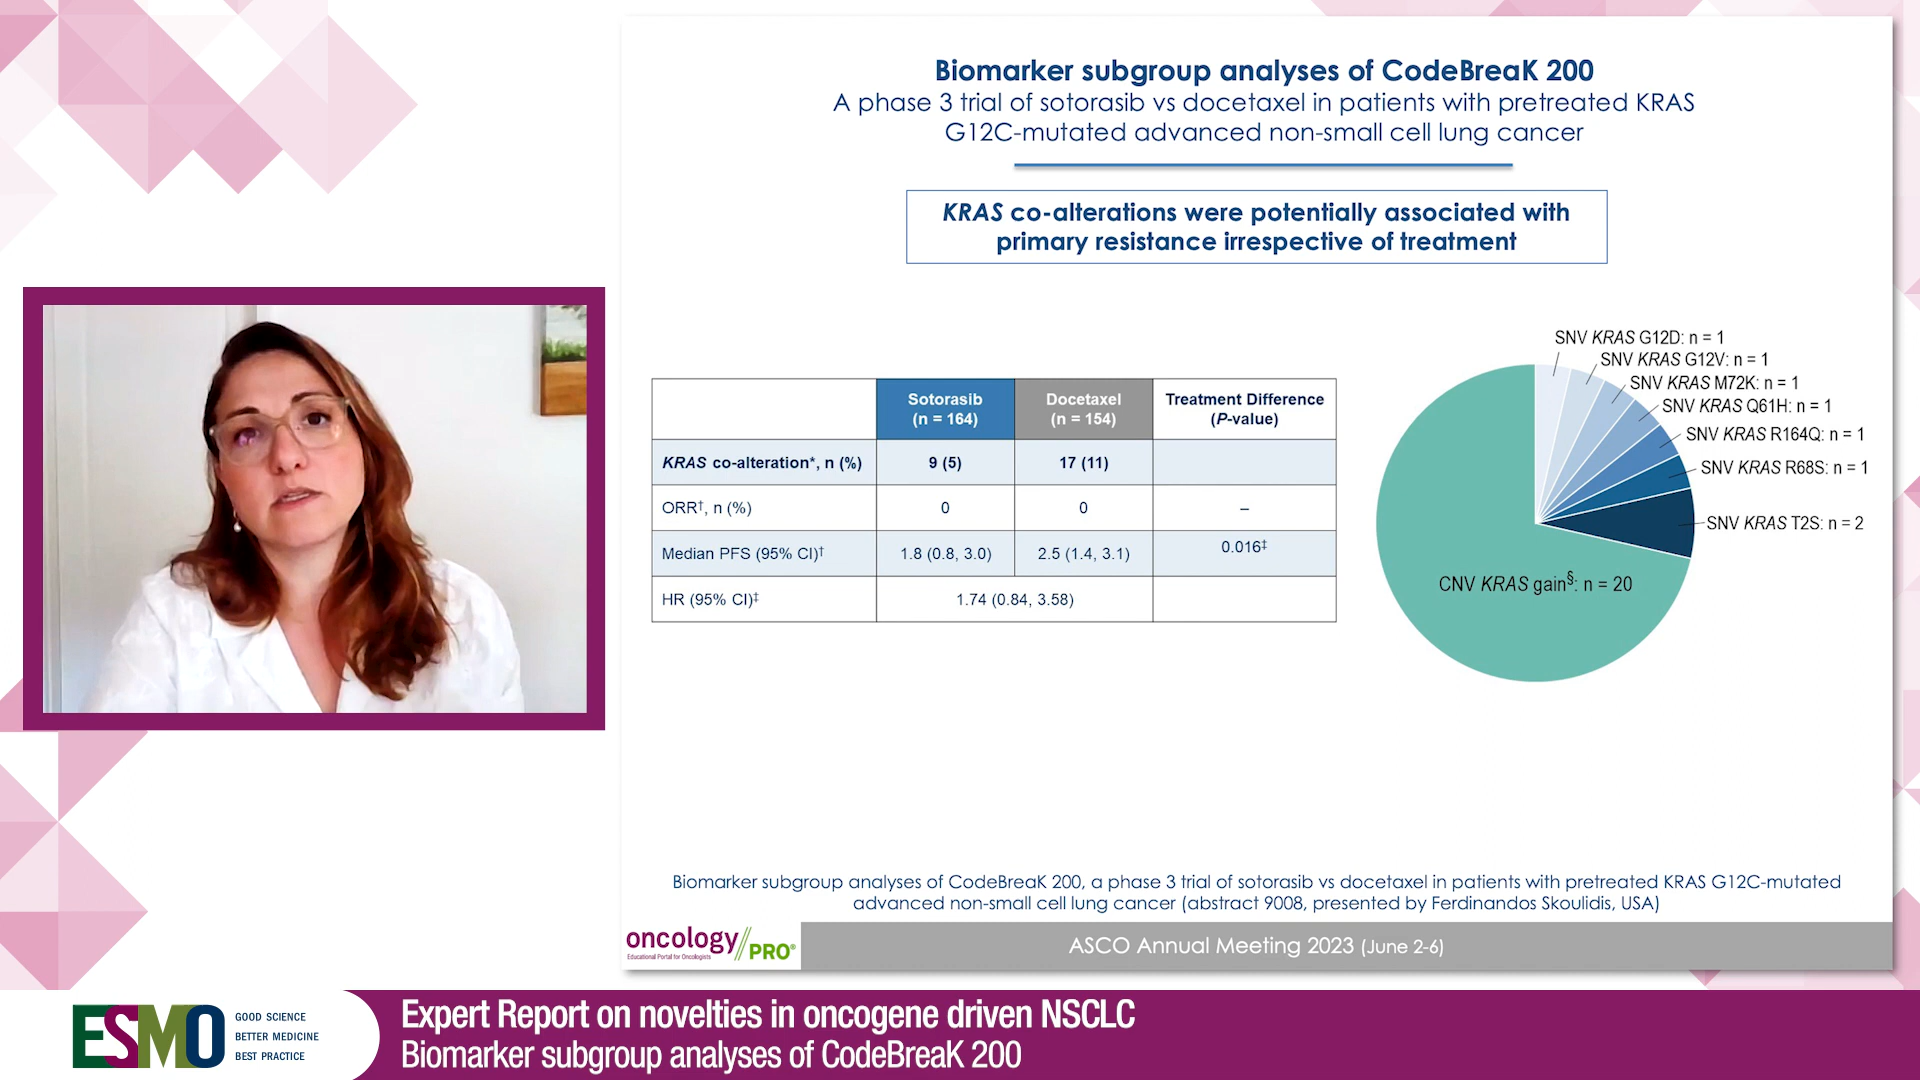 Biomarker subgroup analyses of CodeBreaK 200
A phase 3 trial of sotorasib vs docetaxel in patients with pretreated KRAS
G12C-mutated advanced non-small cell lung cancer
KRAS co-alterations were potentially associated with
primary resistance irrespective of treatment
Sotorasib
(n = 164)
Docetaxel
(n = 154)
Treatment Difference
(P-value)
KRAS co-alteration*, n (%)
9 (5)
17 (11)
ORR†, n (%)
0
0
–
Median PFS (95% CI)†
1.8 (0.8, 3.0)
2.5 (1.4, 3.1)
0.016‡
HR (95% CI)‡
1.74 (0.84, 3.58)
SNV KRAS G12D: n = 1
SNV KRAS G12V: n = 1
SNV KRAS M72K: n = 1
SNV KRAS Q61H: n = 1
SNV KRAS R164Q: n = 1
SNV KRAS R68S: n = 1
SNV KRAS T2S: n = 2
CNV KRAS gain§: n = 20
Biomarker subgroup analyses of CodeBreaK 200, a phase 3 trial of sotorasib vs docetaxel in patients with pretreated KRAS G12C-mutated
advanced non-small cell lung cancer (abstract 9008, presented by Ferdinandos Skoulidis, USA)
oncology//PRO®
Educational Portal for Oncologists
ASCO Annual Meeting 2023 (June 2-6)
ESMO
GOOD SCIENCE
BETTER MEDICINE
BEST PRACTICE
Expert Report on novelties in oncogene driven NSCLC
Biomarker subgroup analyses of CodeBreaK 200